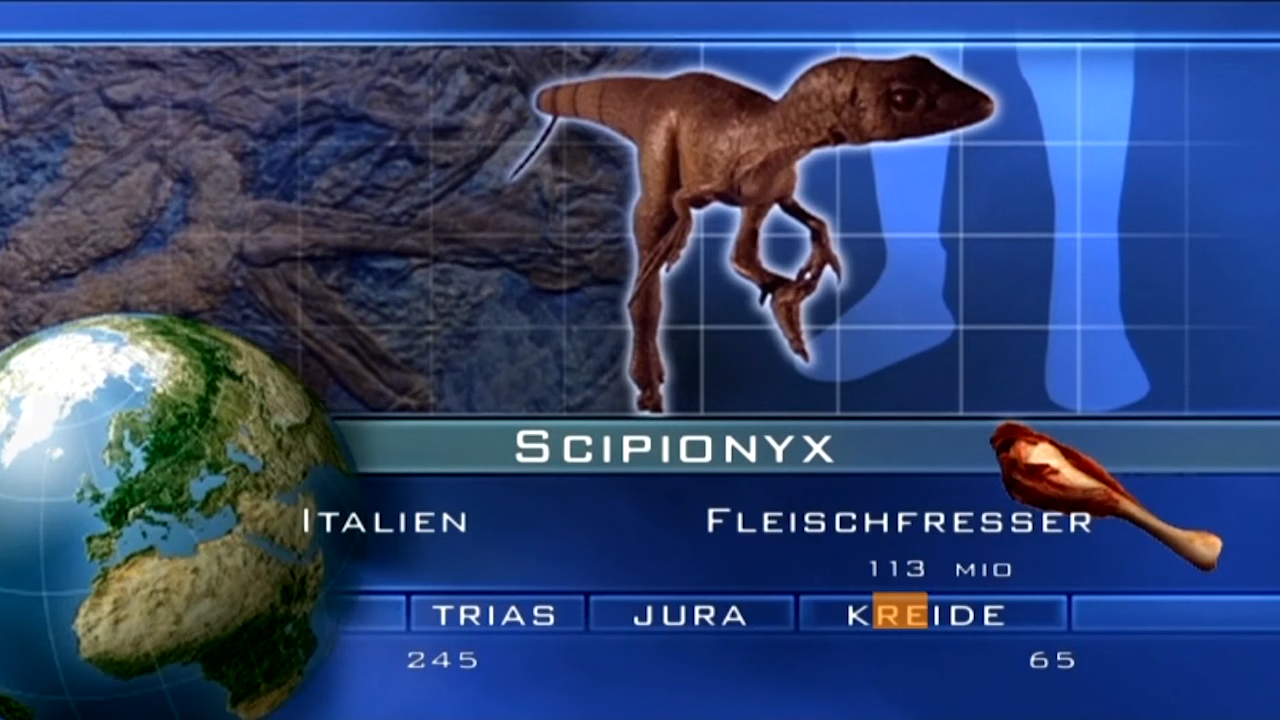 SCIPIONYX
ITALIEN
FLEISCHFRESSER
113 MIO
TRIAS
JURA
KREIDE
245
65